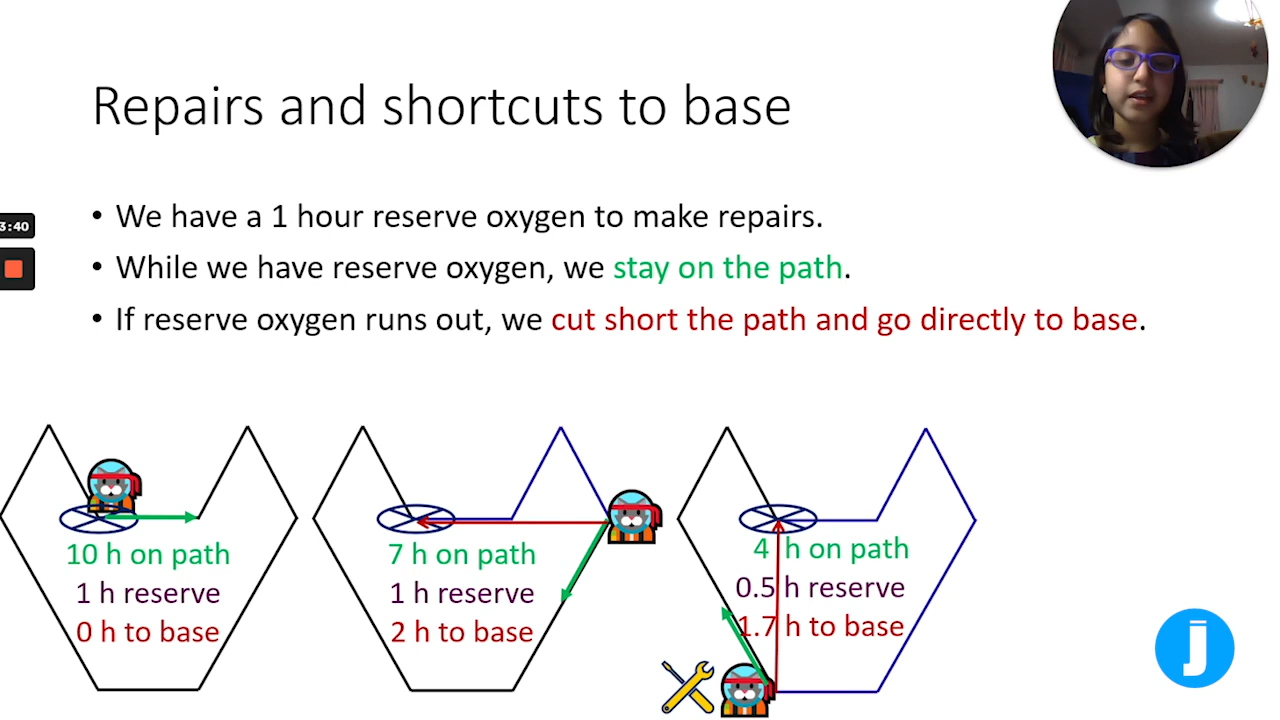 Repairs and shortcuts to base
3:40
• We have a 1 hour reserve oxygen to make repairs.
• While we have reserve oxygen, we stay on the path.
• If reserve oxygen runs out, we cut short the path and go directly to base.
10 h on path
1 h reserve
0 h to base
7 h on path
1 h reserve
2 h to base
4 h on path
0.5 h reserve
1.7 h to base
J